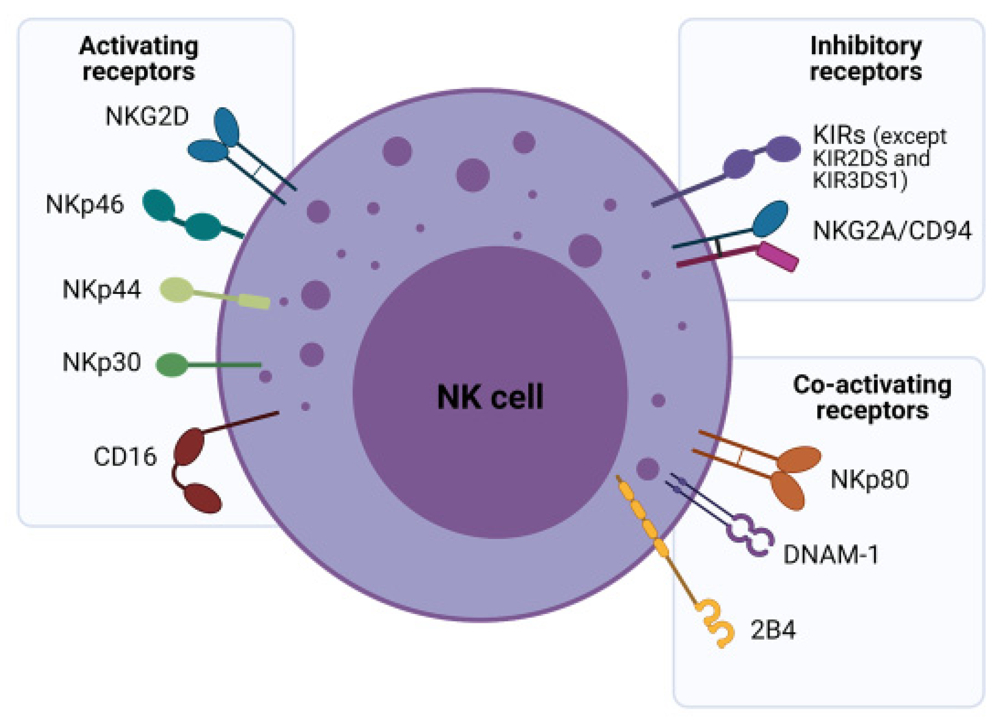 Activating
receptors
NKG2D
NKp46
NKp44
NKp30
CD16
NK cell
Inhibitory
receptors
KIRs (except
KIR2DS and
KIR3DS1)
NKG2A/CD94
Co-activating
receptors
NKp80
DNAM-1
2B4